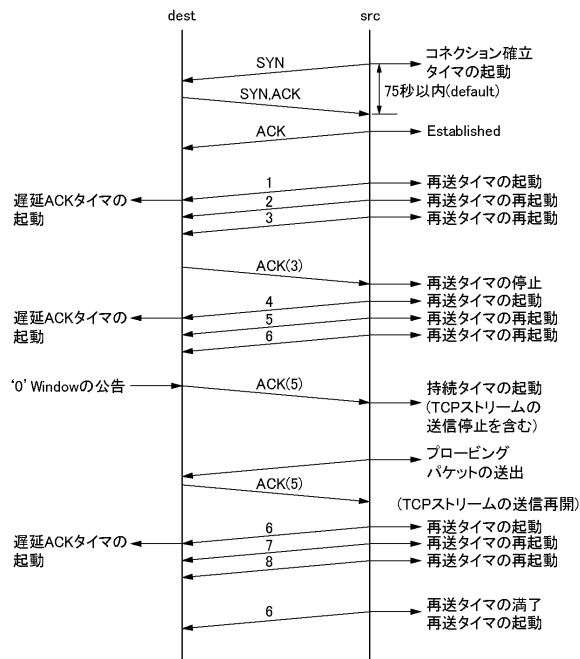 dest
src
SYN
コネクション確立
タイマの起動
75秒以内(default)
SYN,ACK
ACK
Established
1
再送タイマの起動
遅延ACKタイマの
起動
2
再送タイマの再起動
3
再送タイマの再起動
ACK(3)
再送タイマの停止
4
再送タイマの起動
遅延ACKタイマの
起動
5
再送タイマの再起動
6
再送タイマの再起動
‘0’ Windowの公告
ACK(5)
持続タイマの起動
(TCPストリームの
送信停止を含む)
プロービング
パケットの送出
ACK(5)
(TCPストリームの送信再開)
6
再送タイマの起動
遅延ACKタイマの
起動
7
再送タイマの再起動
8
再送タイマの再起動
6
再送タイマの満了
再送タイマの起動